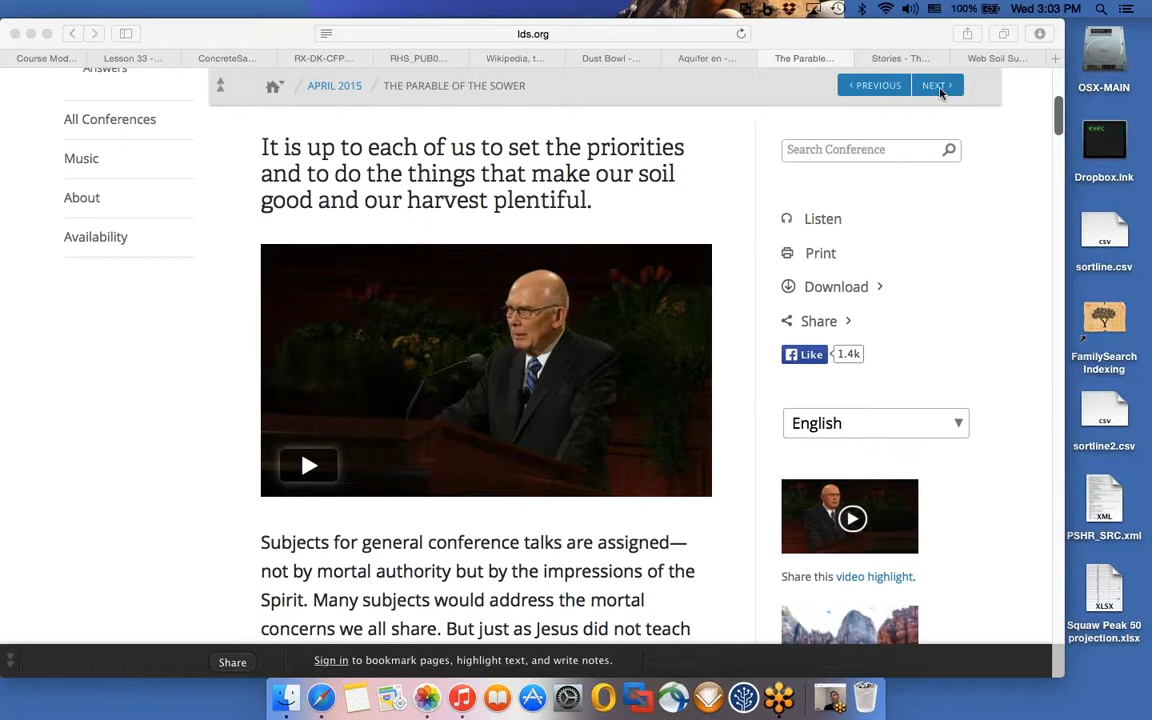 100%
Wed 3:03 PM
lds.org
Course Mod...
Lesson 33 -...
ConcreteSa...
RX-DK-CFP...
RHS_PUB0...
Wikipedia, t...
Dust Bowl -...
Aquifer en -...
The Parable...
Stories - Th...
Web Soil Su...
Answers
/ APRIL 2015 / THE PARABLE OF THE SOWER
‹ PREVIOUS
NEXT ›
All Conferences
Music
About
Availability
It is up to each of us to set the priorities
and to do the things that make our soil
good and our harvest plentiful.
Search Conference
Listen
Print
Download
Share
Like
1.4k
English
Share this video highlight.
Subjects for general conference talks are assigned—
not by mortal authority but by the impressions of the
Spirit. Many subjects would address the mortal
concerns we all share. But just as Jesus did not teach
Share
Sign in to bookmark pages, highlight text, and write notes.
OSX-MAIN
exec
Dropbox.lnk
csv
sortline.csv
FamilySearch
Indexing
csv
sortline2.csv
XML
PSHR_SRC.xml
XLSX
Squaw Peak 50
projection.xlsx